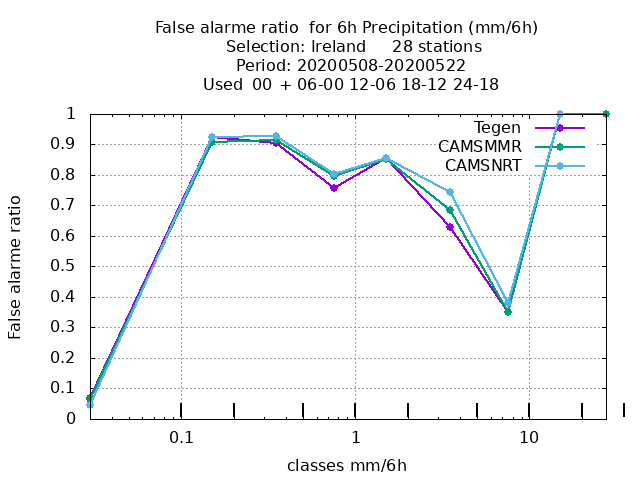 False alarme ratio  for 6h Precipitation (mm/6h)
Selection: Ireland     28 stations
Period: 20200508-20200522
Used  00 + 06-00 12-06 18-12 24-18
Tegen
CAMSMMR
CAMSNRT
1
0.9
0.8
0.7
0.6
0.5
0.4
0.3
0.2
0.1
0
False alarme ratio
0.1
1
10
classes mm/6h